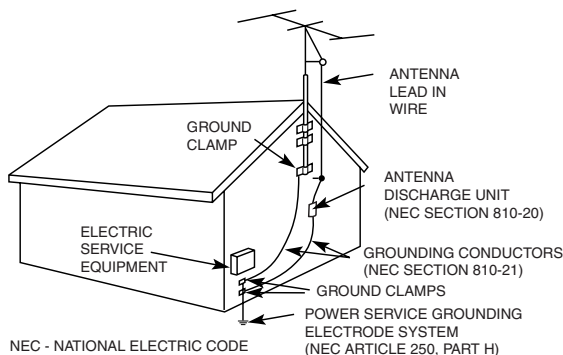 ANTENNA
LEAD IN
WIRE
GROUND
CLAMP
ANTENNA
DISCHARGE UNIT
(NEC SECTION 810-20)
ELECTRIC
SERVICE
EQUIPMENT
GROUNDING CONDUCTORS
(NEC SECTION 810-21)
GROUND CLAMPS
POWER SERVICE GROUNDING
ELECTRODE SYSTEM
(NEC ARTICLE 250, PART H)
NEC - NATIONAL ELECTRIC CODE